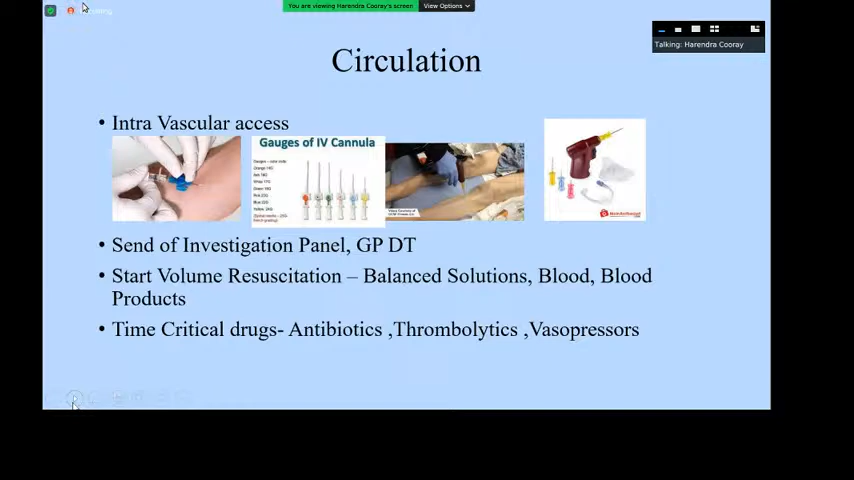 You are viewing Harendra Cooray's screen
View Options
Talking: Harendra Cooray
Circulation
• Intra Vascular access
Gauges of IV Cannula
• Send of Investigation Panel, GP DT
• Start Volume Resuscitation – Balanced Solutions, Blood, Blood
Products
• Time Critical drugs- Antibiotics ,Thrombolytics ,Vasopressors